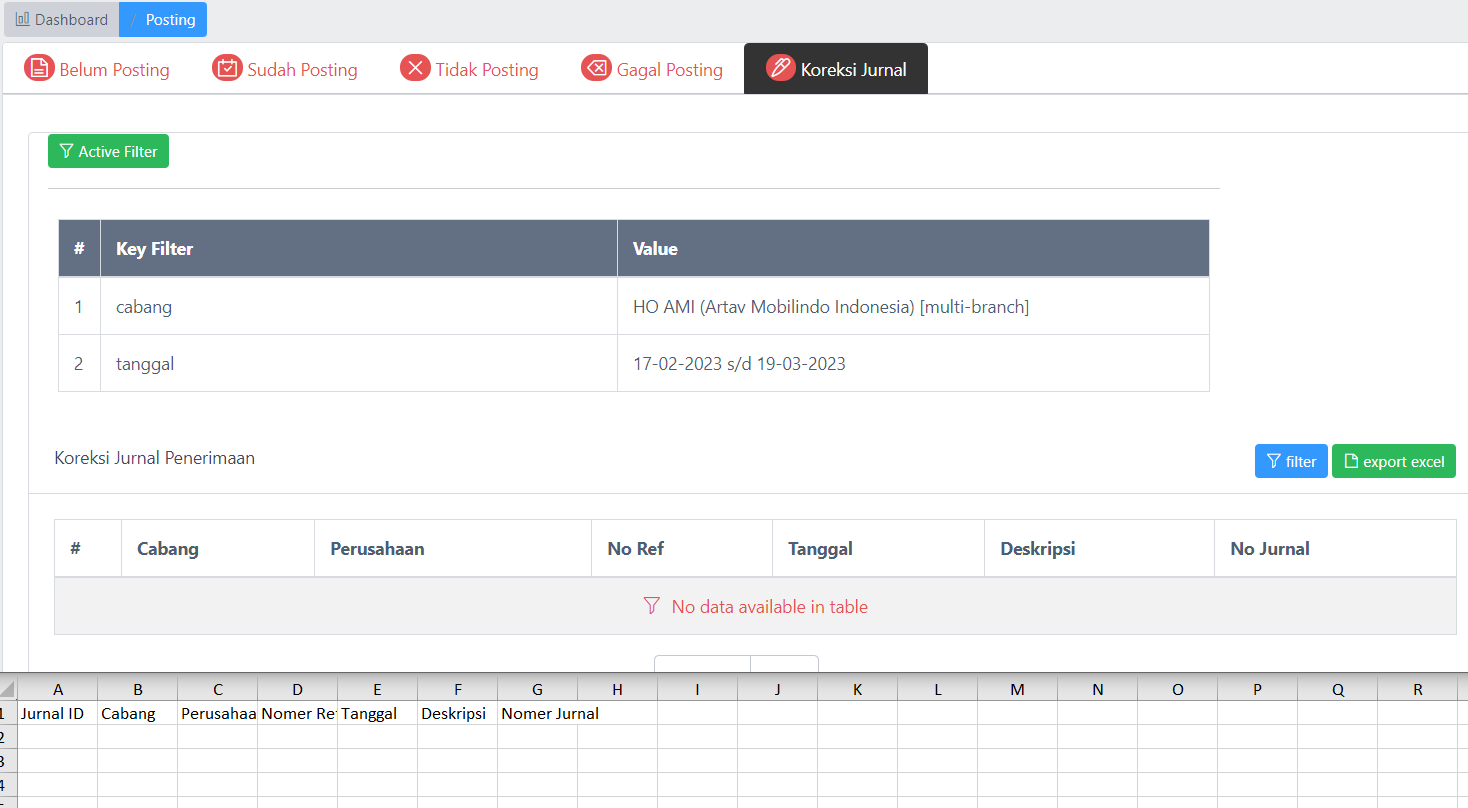 Dashboard / Posting
Belum Posting Sudah Posting Tidak Posting Gagal Posting Koreksi Jurnal
Active Filter
# Key Filter Value
1 cabang HO AMI (Artav Mobilindo Indonesia) [multi-branch]
2 tanggal 17-02-2023 s/d 19-03-2023
Koreksi Jurnal Penerimaan filter export excel
# Cabang Perusahaan No Ref Tanggal Deskripsi No Jurnal
No data available in table
A B C D E F G H I J K L M N O P Q R
1 Jurnal ID Cabang Perusahaa Nomer Re Tanggal Deskripsi Nomer Jurnal
2
3
4